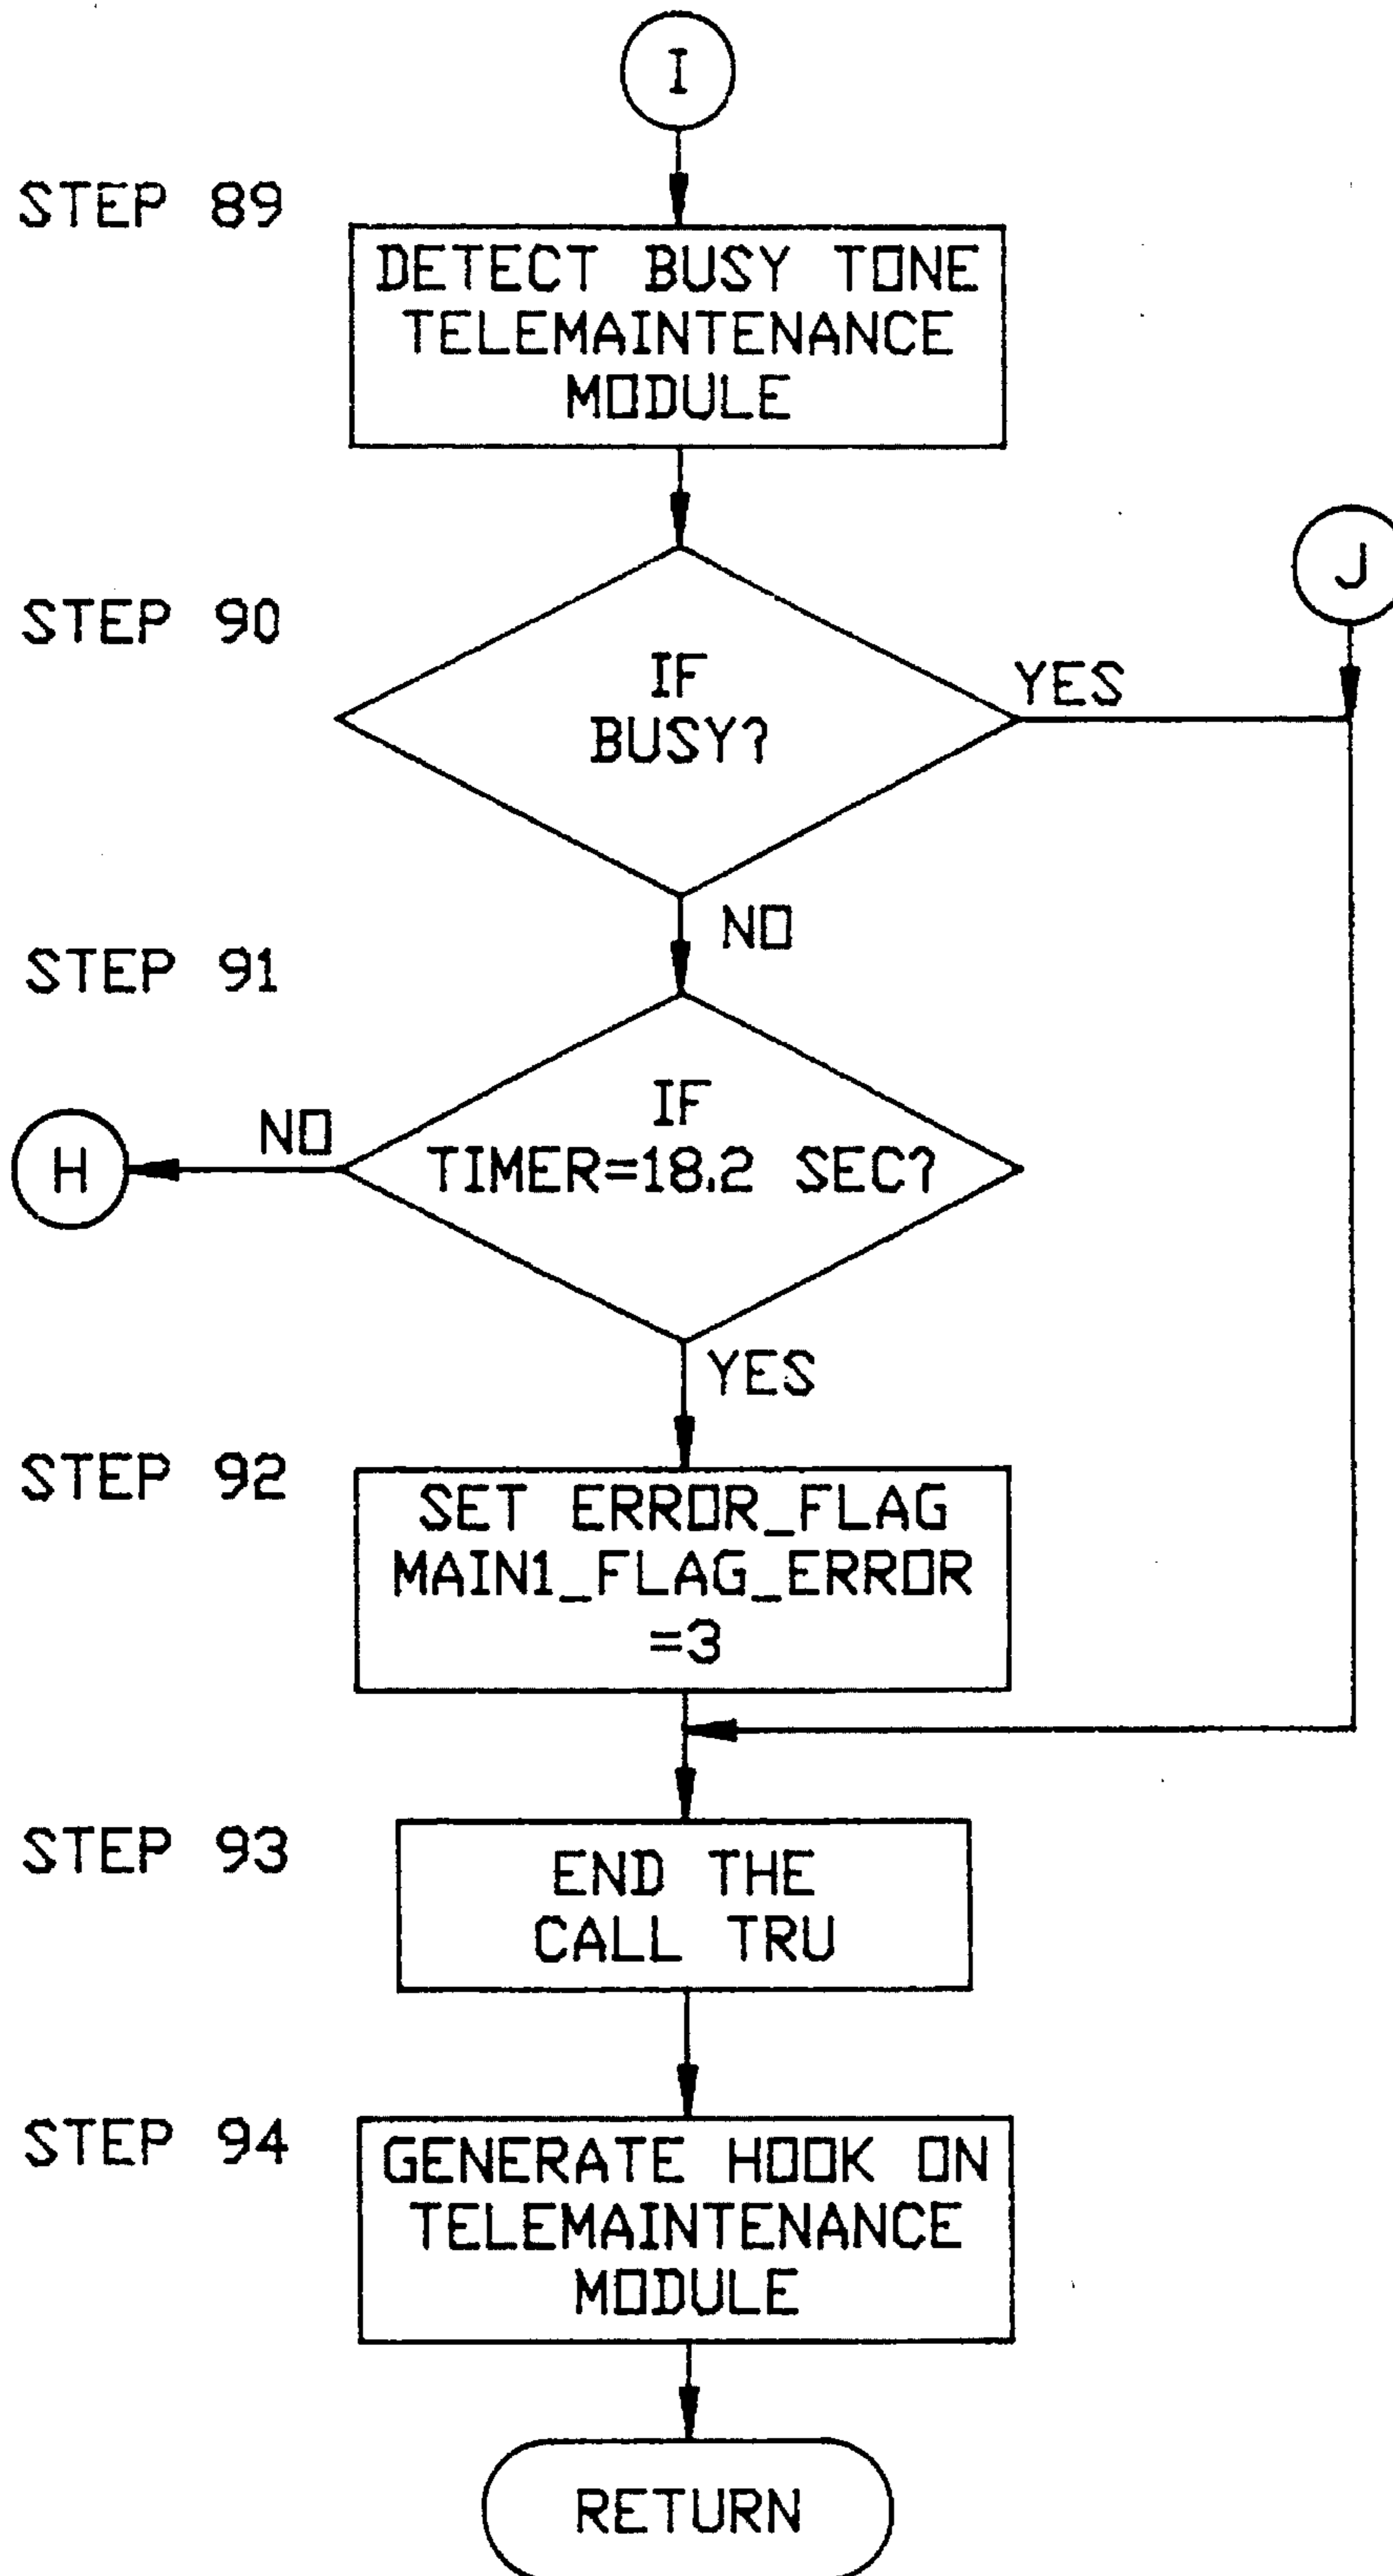 I
STEP 89
DETECT BUSY TONE
TELEMAINTENANCE
MODULE
J
STEP 90
IF
BUSY?
YES
NO
STEP 91
IF
TIMER=18.2 SEC?
NO
H
YES
STEP 92
SET ERROR_FLAG
MAIN1_FLAG_ERROR
=3
STEP 93
END THE
CALL TRU
STEP 94
GENERATE HOOK ON
TELEMAINTENANCE
MODULE
RETURN